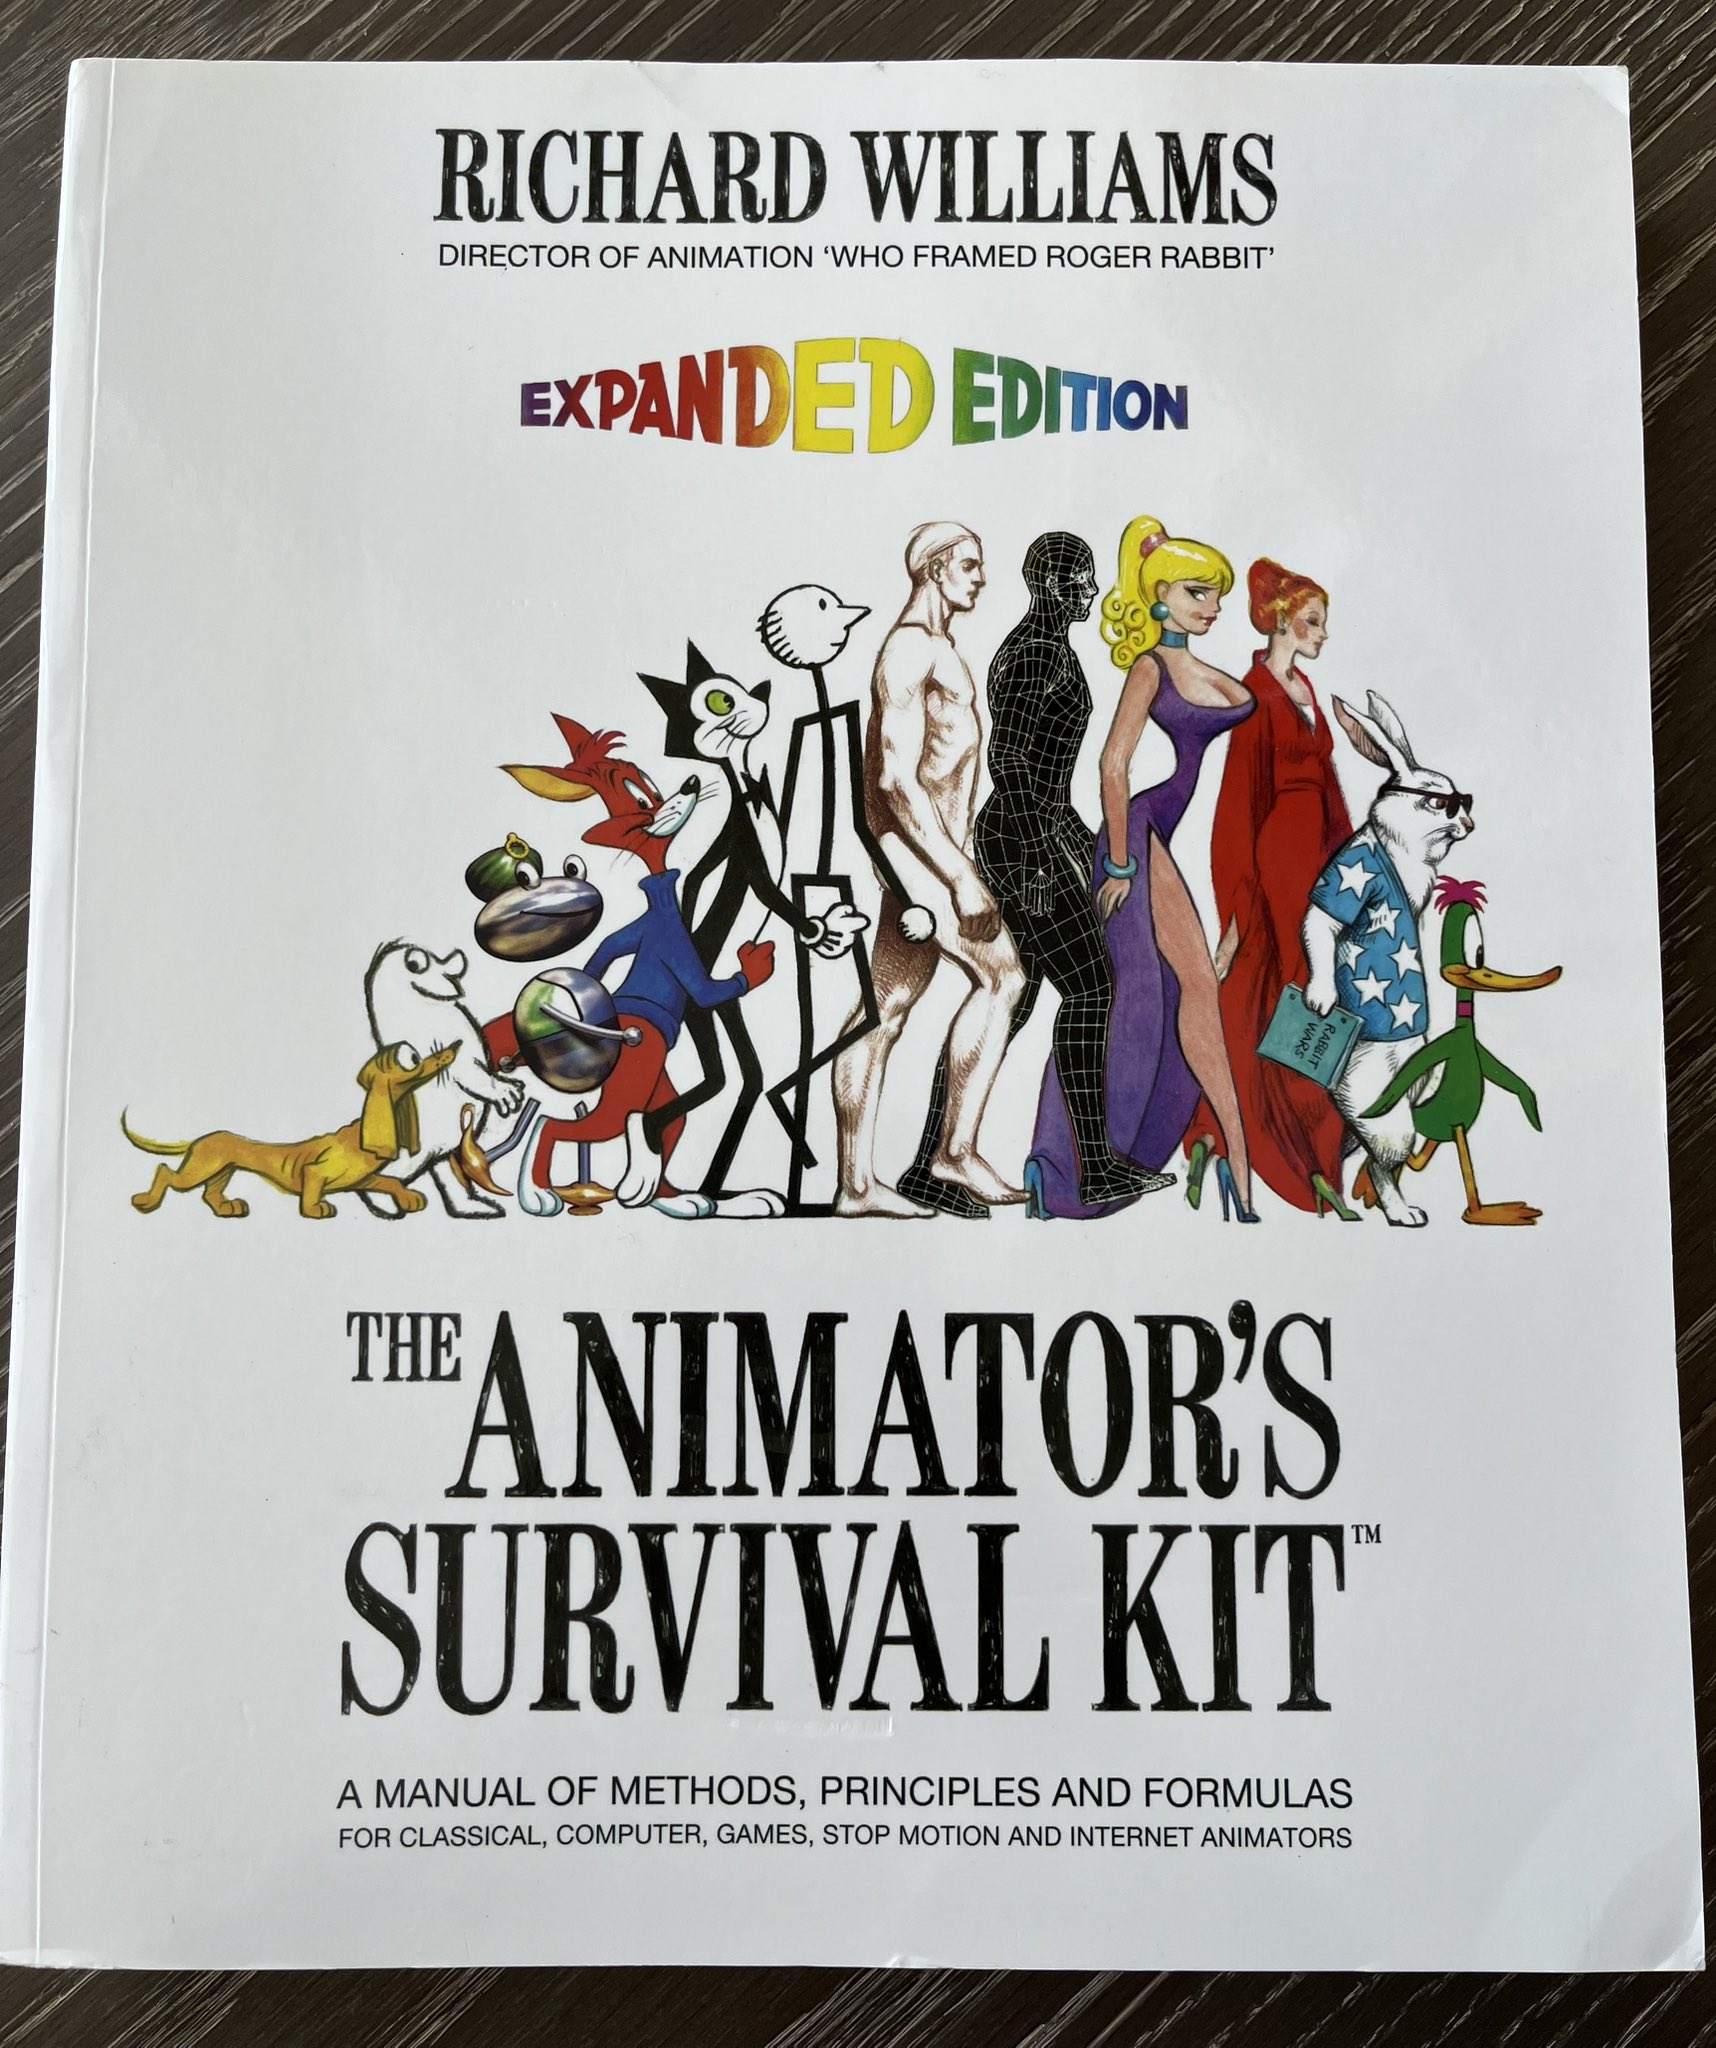 RICHARD WILLIAMS
DIRECTOR OF ANIMATION ‘WHO FRAMED ROGER RABBIT’
EXPANDED EDITION
RABBIT
WARS
THE ANIMATOR’S
SURVIVAL KIT™
A MANUAL OF METHODS, PRINCIPLES AND FORMULAS
FOR CLASSICAL, COMPUTER, GAMES, STOP MOTION AND INTERNET ANIMATORS